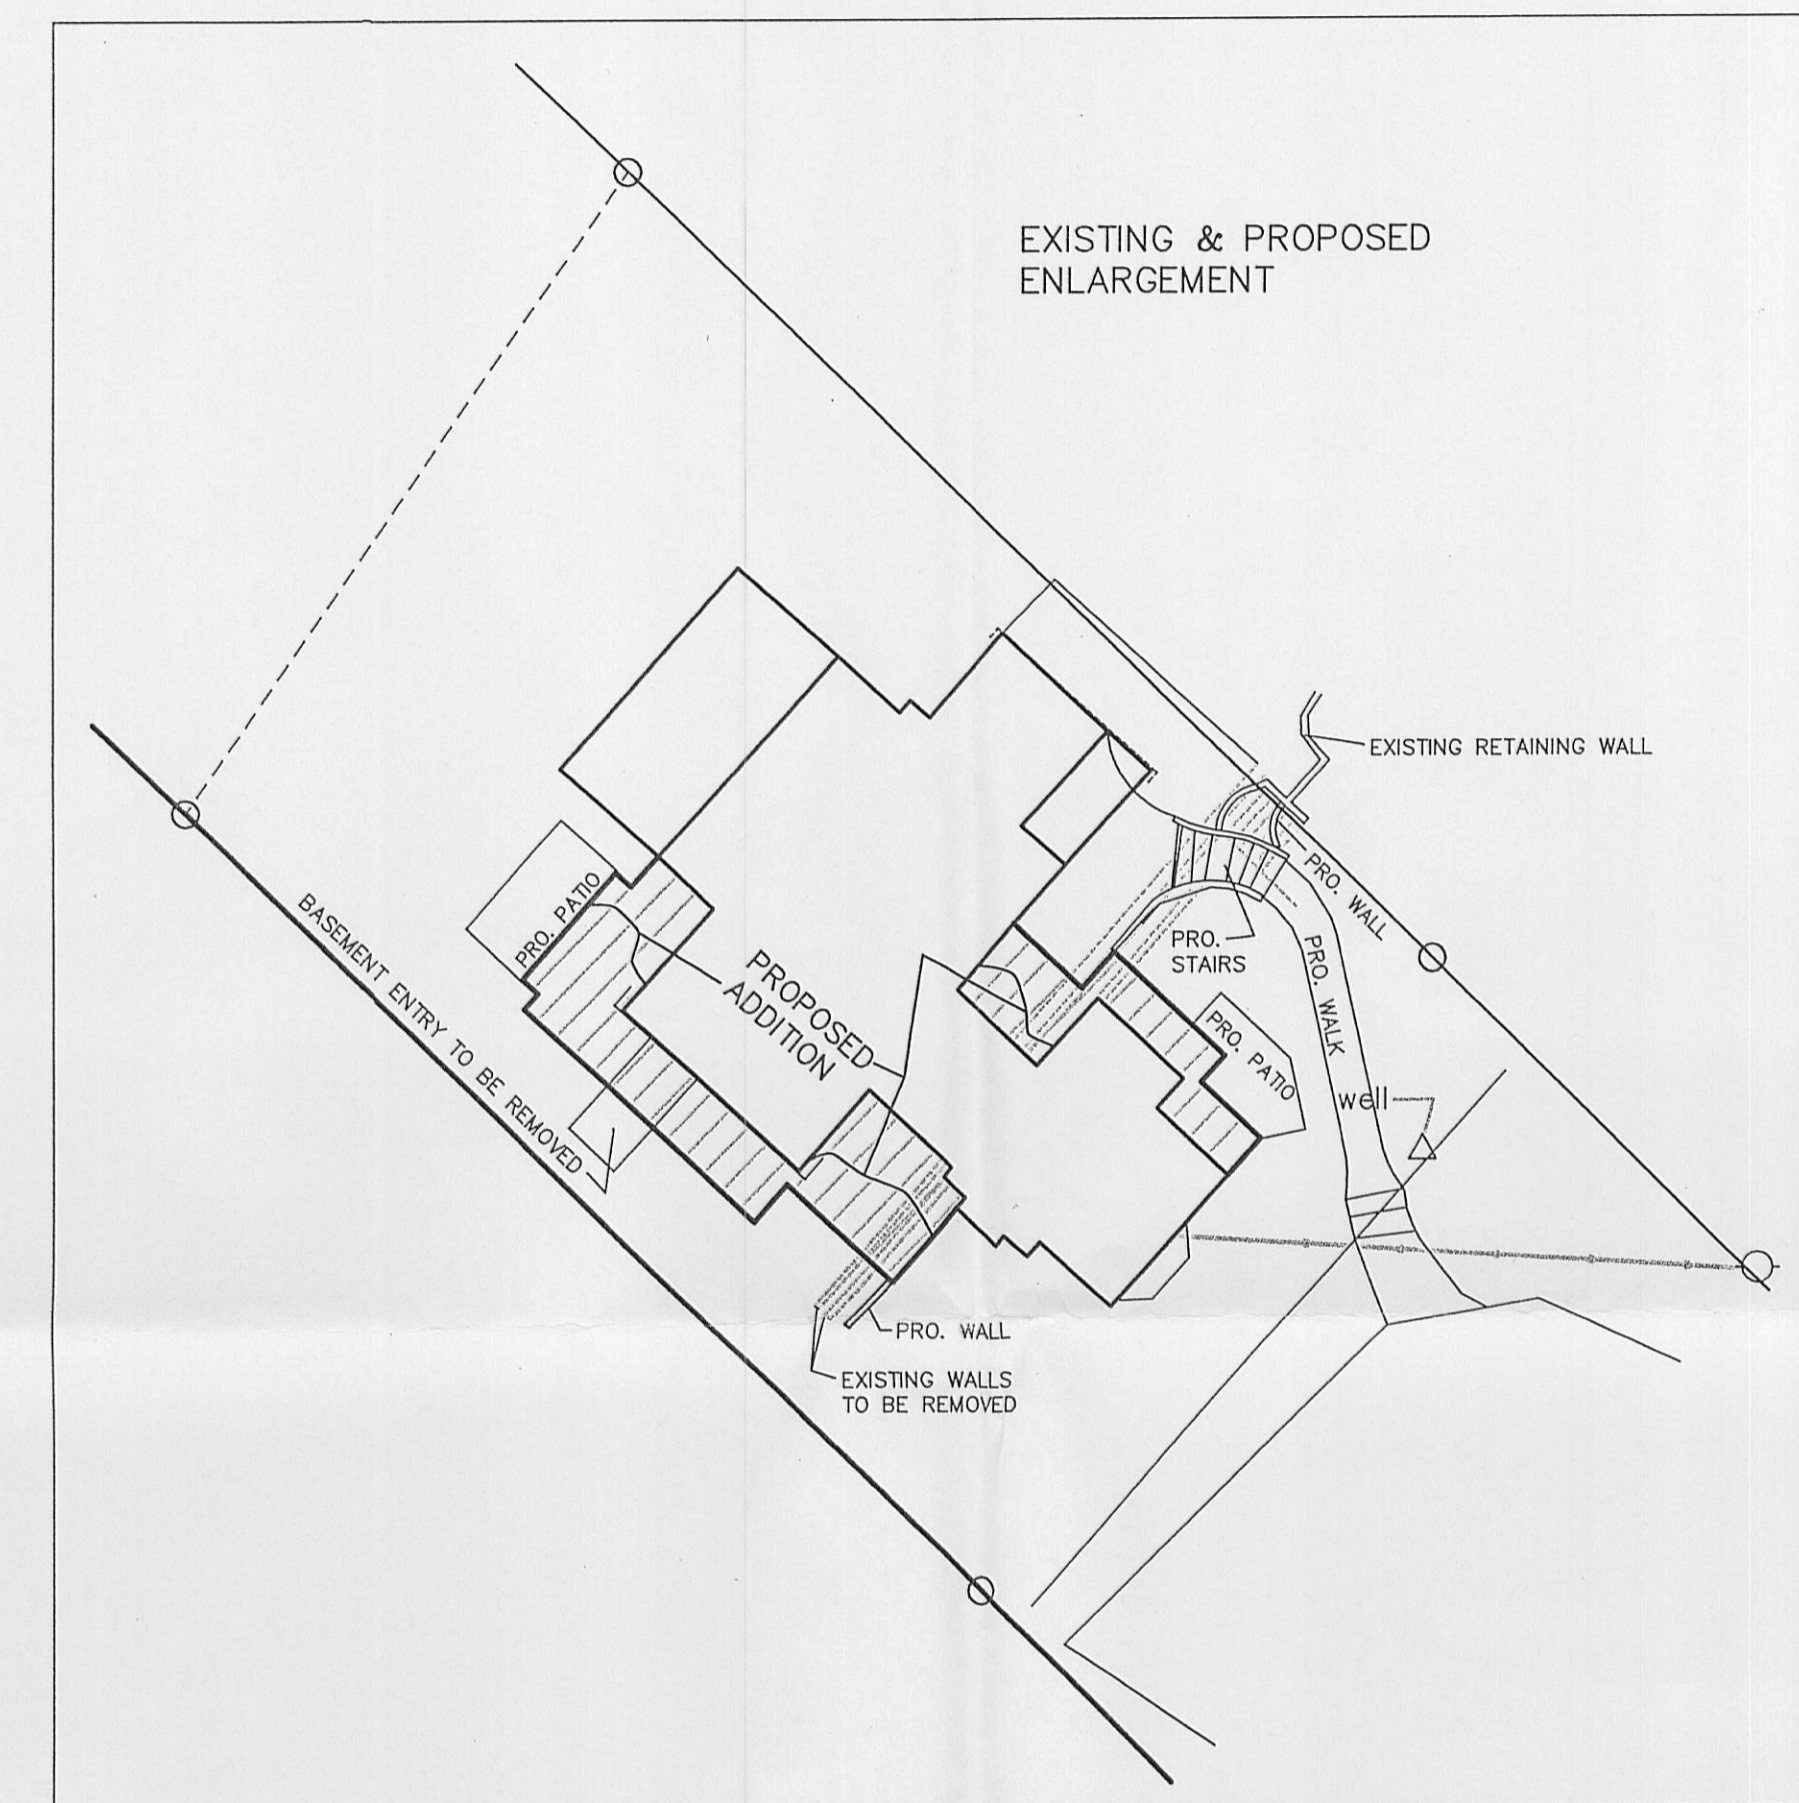 EXISTING & PROPOSED
ENLARGEMENT
EXISTING RETAINING WALL
PRO. WALL
PRO. PATIO
PRO.
STAIRS
PRO. WALK
BASEMENT ENTRY TO BE REMOVED
PROPOSED
ADDITION
PRO. PATIO
well
PRO. WALL
EXISTING WALLS
TO BE REMOVED